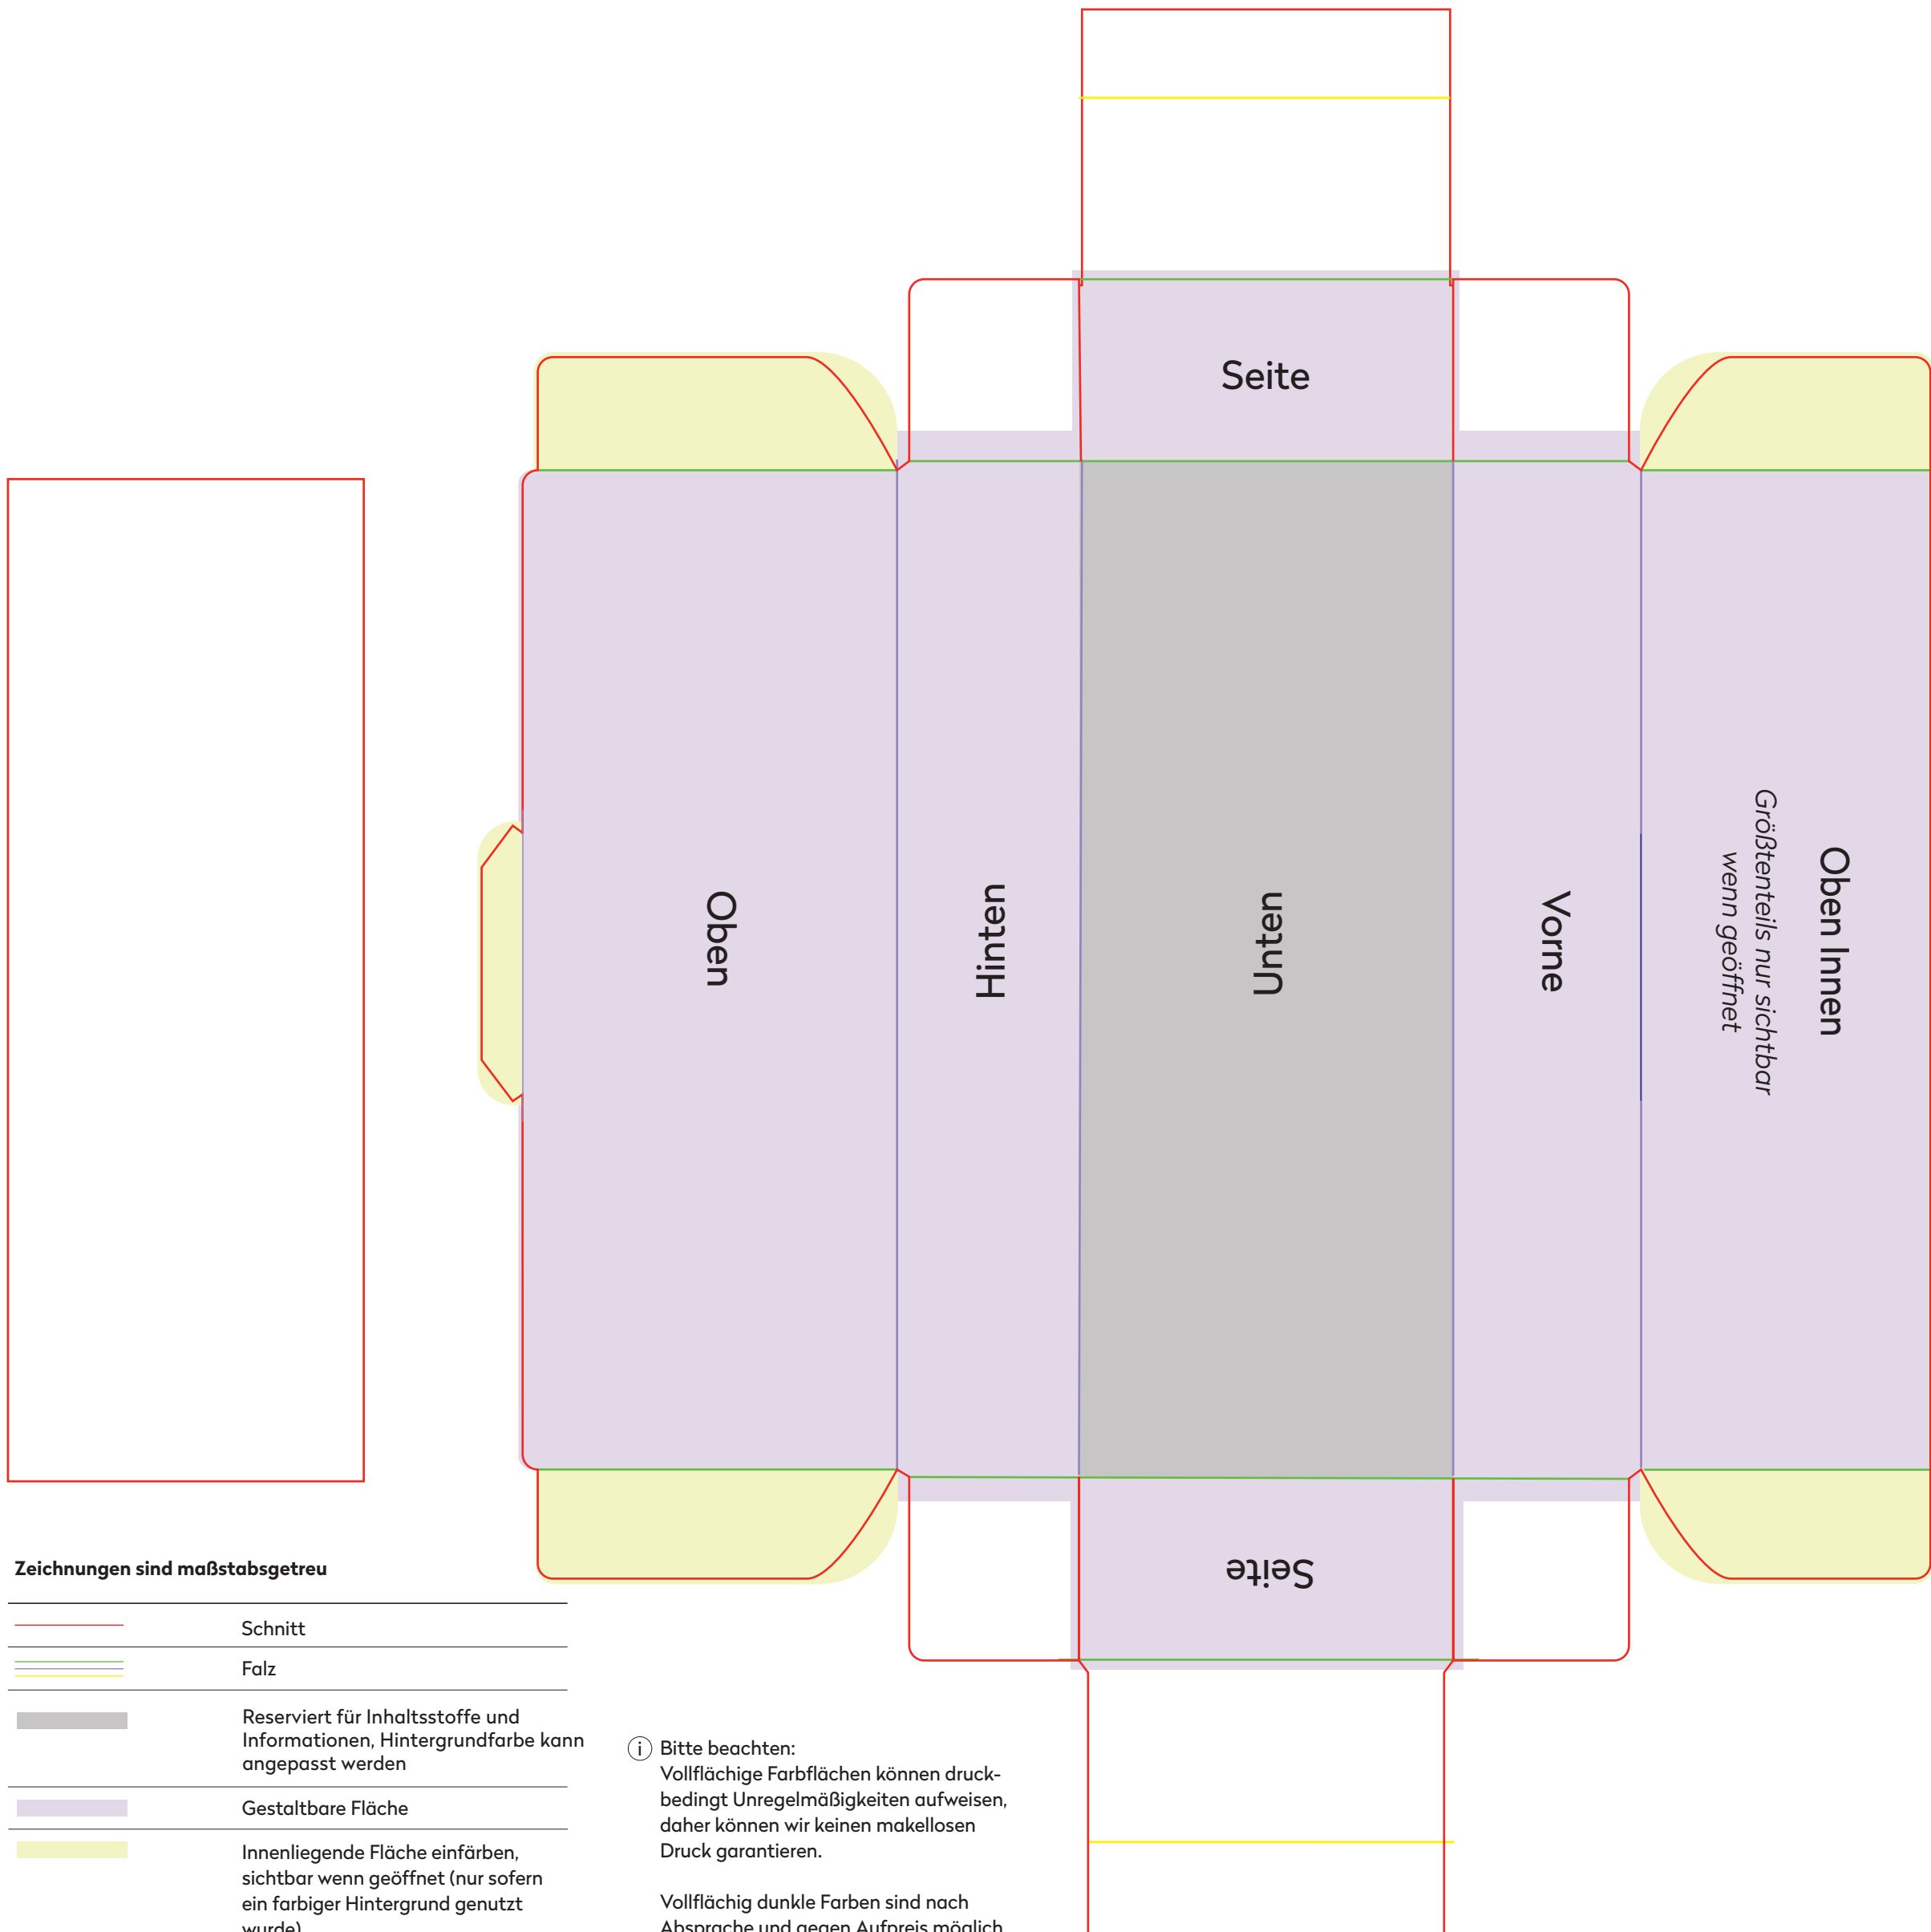 Seite
Oben
Hinten
Unten
Vorne
Oben Innen
Größtenteils nur sichtbar
wenn geöffnet
Seite
Zeichnungen sind maßstabsgetreu
Schnitt
Falz
Reserviert für Inhaltsstoffe und
Informationen, Hintergrundfarbe kann
angepasst werden
Gestaltbare Fläche
Innenliegende Fläche einfärben,
sichtbar wenn geöffnet (nur sofern
ein farbiger Hintergrund genutzt
wurde)
i Bitte beachten:
Vollflächige Farbflächen können druck-
bedingt Unregelmäßigkeiten aufweisen,
daher können wir keinen makellosen
Druck garantieren.
Vollflächig dunkle Farben sind nach
Absprache und gegen Aufpreis möglich